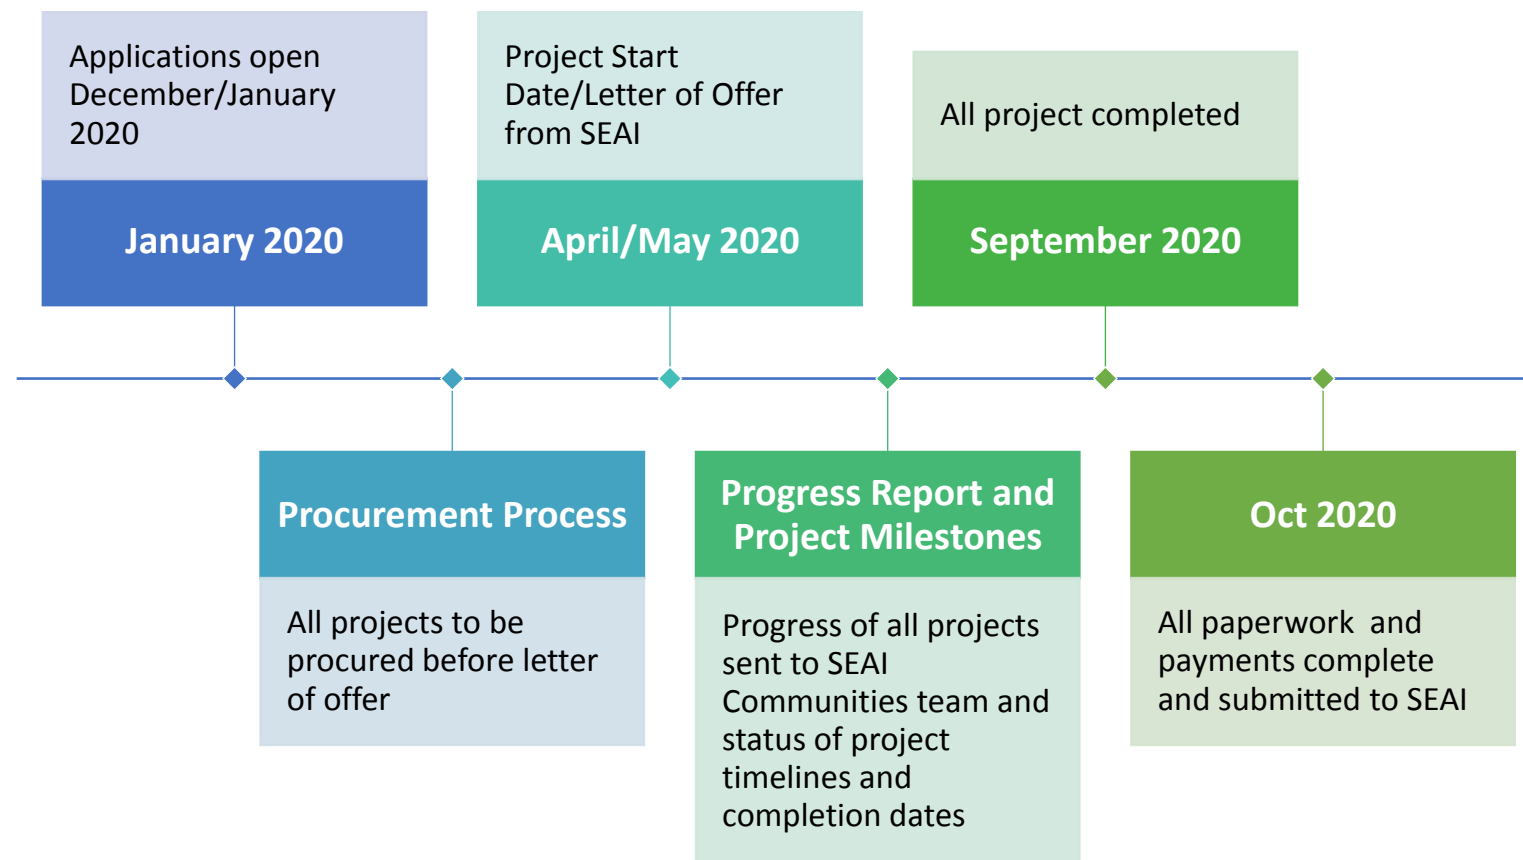 Applications open
December/January
2020
January 2020
Project Start
Date/Letter of Offer
from SEAI
April/May 2020
All project completed
September 2020
Procurement Process
All projects to be
procured before letter
of offer
Progress Report and
Project Milestones
Progress of all projects
sent to SEAI
Communities team and
status of project
timelines and
completion dates
Oct 2020
All paperwork  and
payments complete
and submitted to SEAI